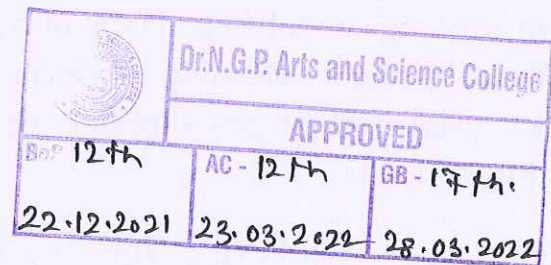 Dr.N.G.P. Arts and Science College
APPROVED
BoS 12th
22.12.2021
AC - 12th
23.03.2022
GB - 17th.
28.03.2022